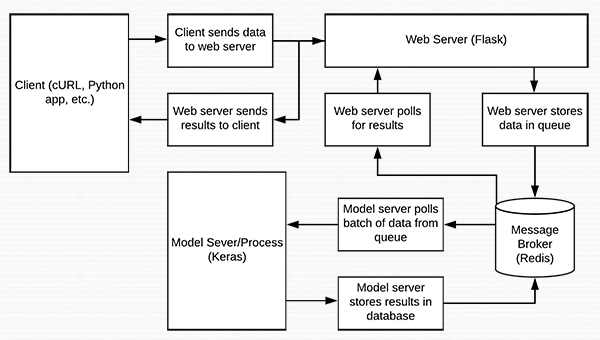 Client (cURL, Python
app, etc.)
Client sends data
to web server
Web Server (Flask)
Web server sends
results to client
Web server polls
for results
Web server stores
data in queue
Model Sever/Process
(Keras)
Model server polls
batch of data from
queue
Message
Broker
(Redis)
Model server
stores results in
database